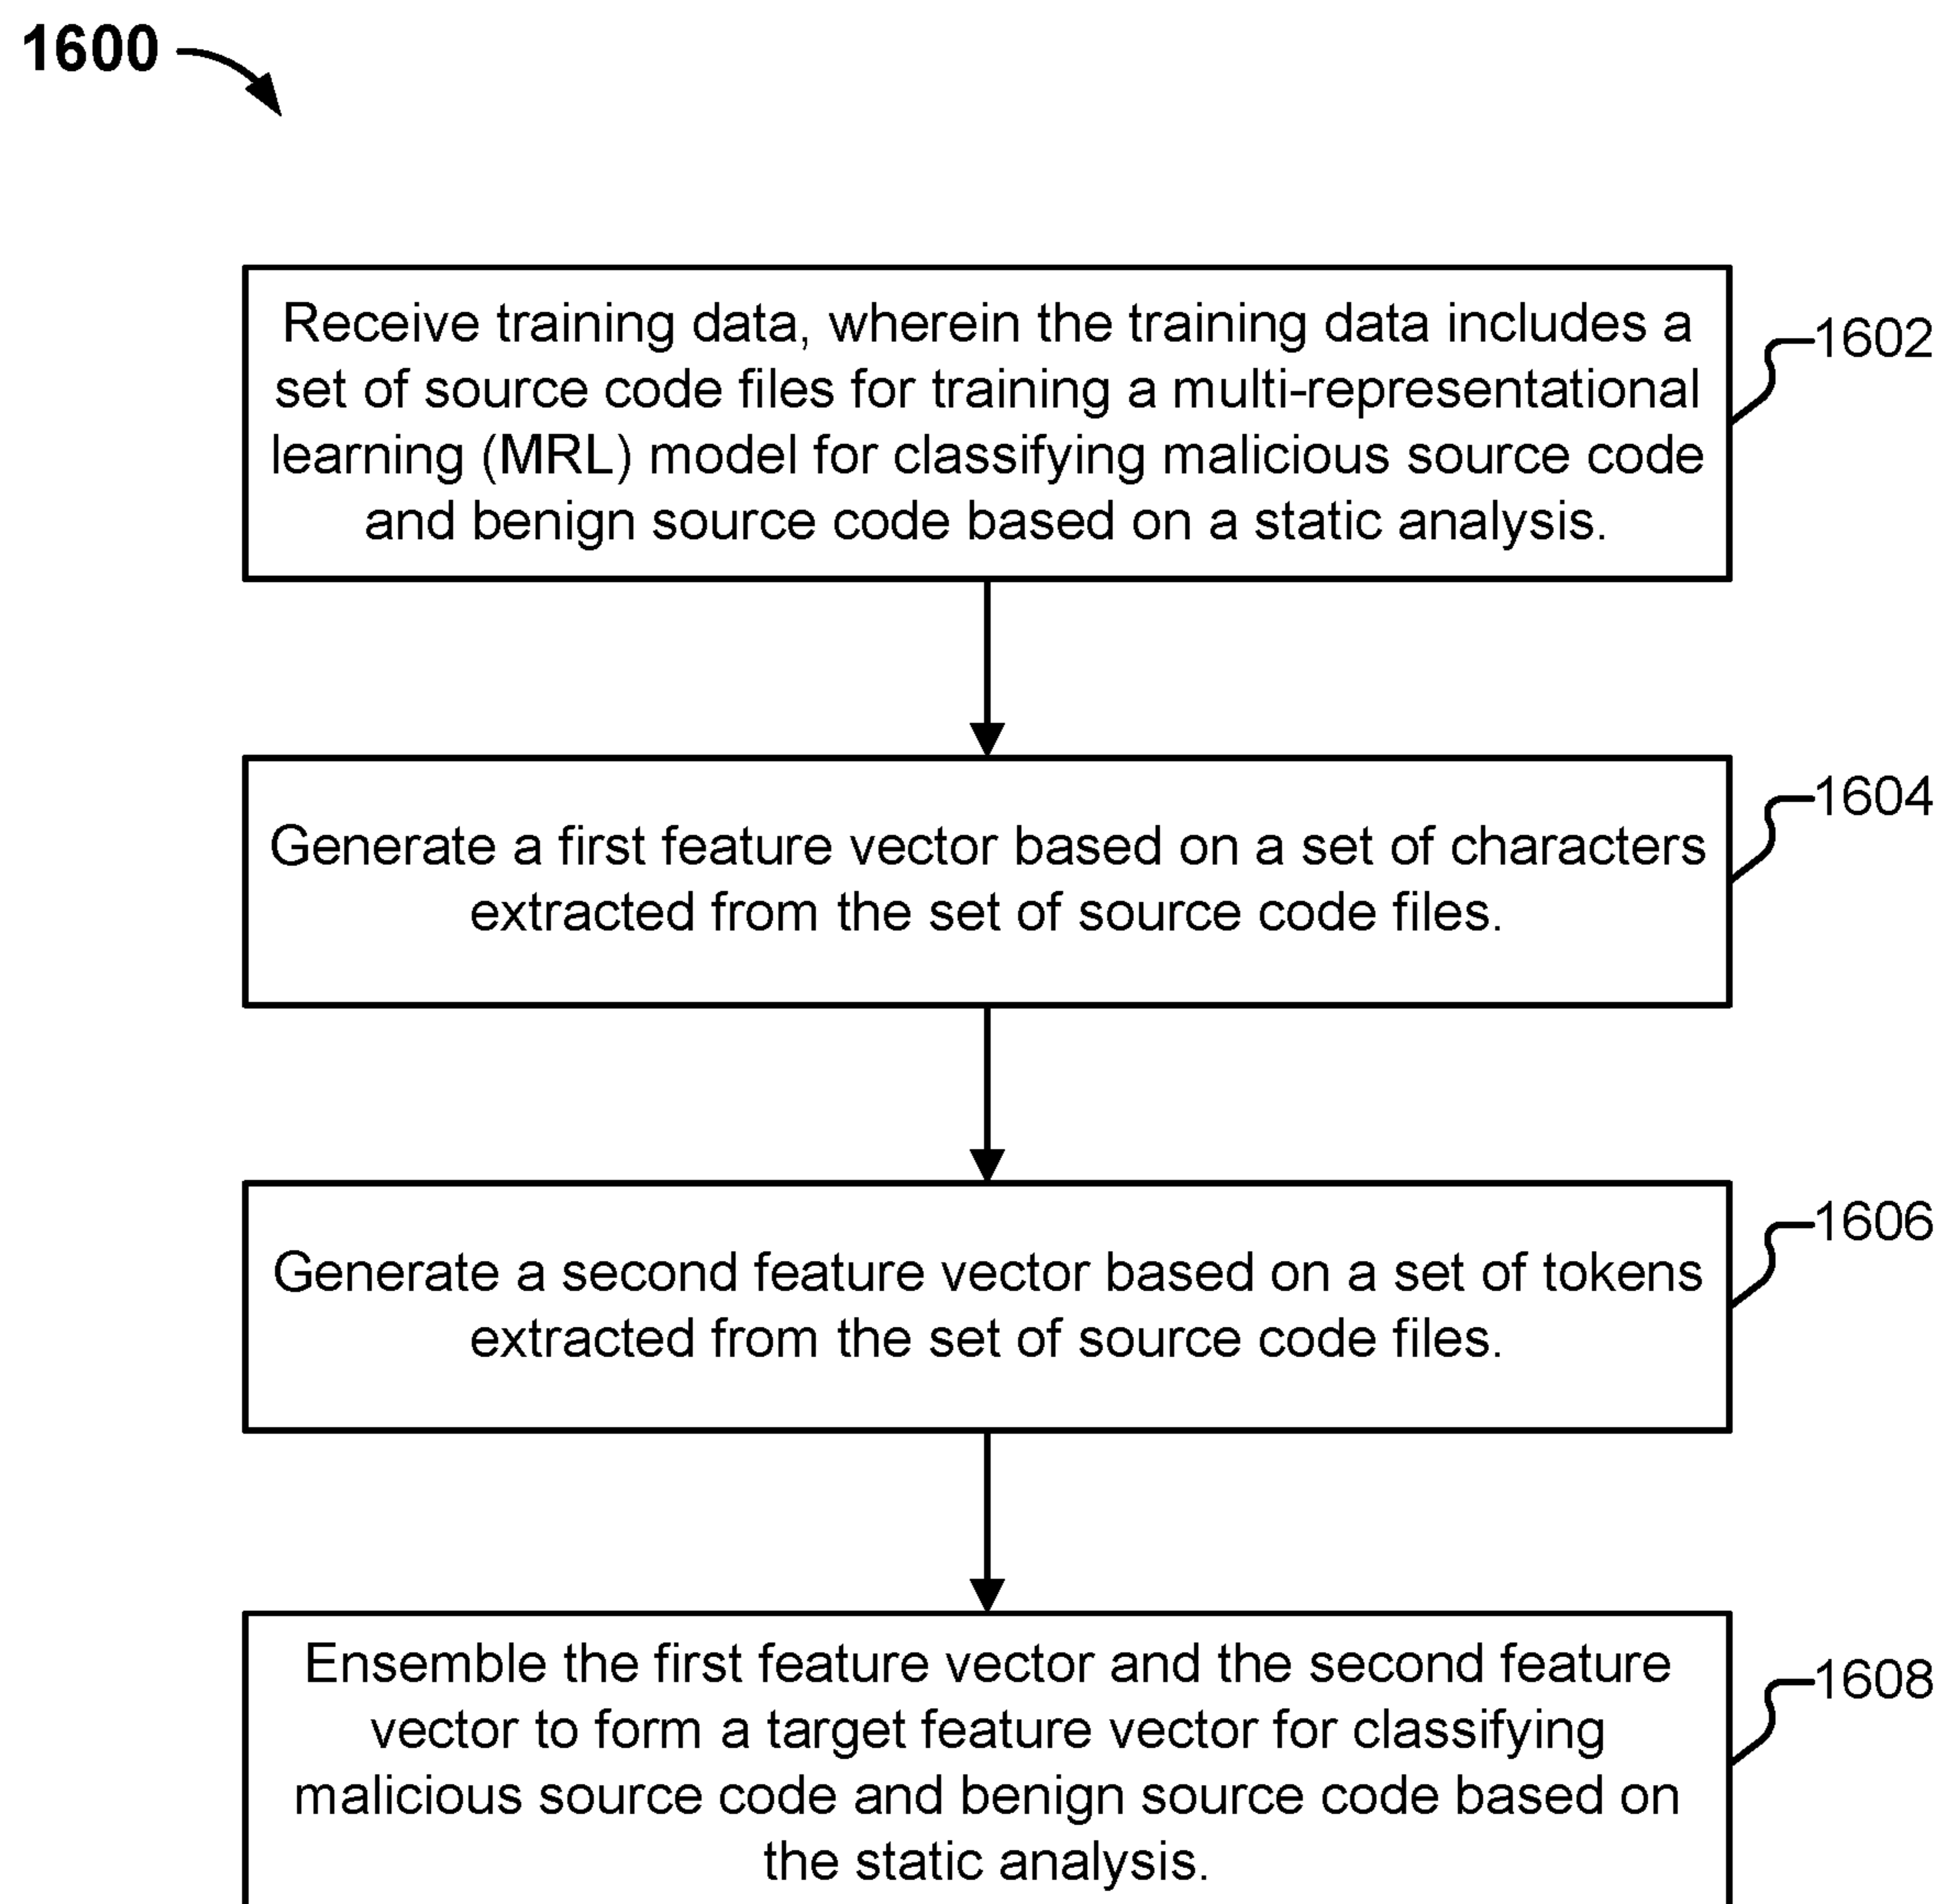 1600
Receive training data, wherein the training data includes a
set of source code files for training a multi-representational
learning (MRL) model for classifying malicious source code
and benign source code based on a static analysis.
1602
Generate a first feature vector based on a set of characters
extracted from the set of source code files.
1604
Generate a second feature vector based on a set of tokens
extracted from the set of source code files.
1606
Ensemble the first feature vector and the second feature
vector to form a target feature vector for classifying
malicious source code and benign source code based on
the static analysis.
1608